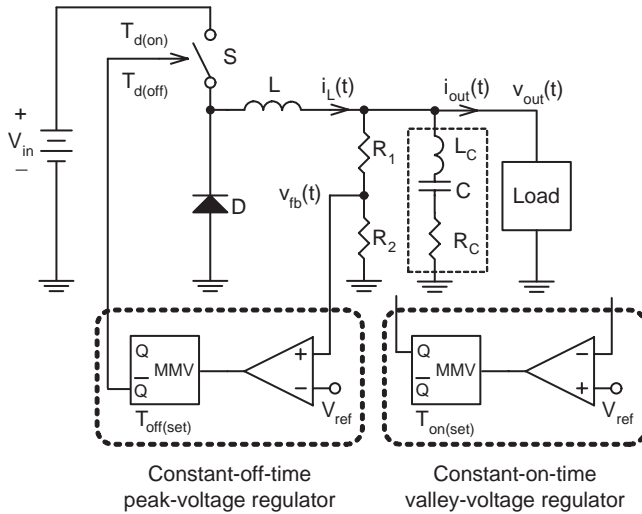 T_d(on)
S
T_d(off)
L
i_L(t)
i_out(t)
v_out(t)
+
V_in
−
R_1
L_C
C
Load
D
v_fb(t)
R_2
R_C
Q
MMV
+
Q̅
−
V_ref
T_off(set)
Q
MMV
−
Q̅
+
V_ref
T_on(set)
Constant-off-time
peak-voltage regulator
Constant-on-time
valley-voltage regulator